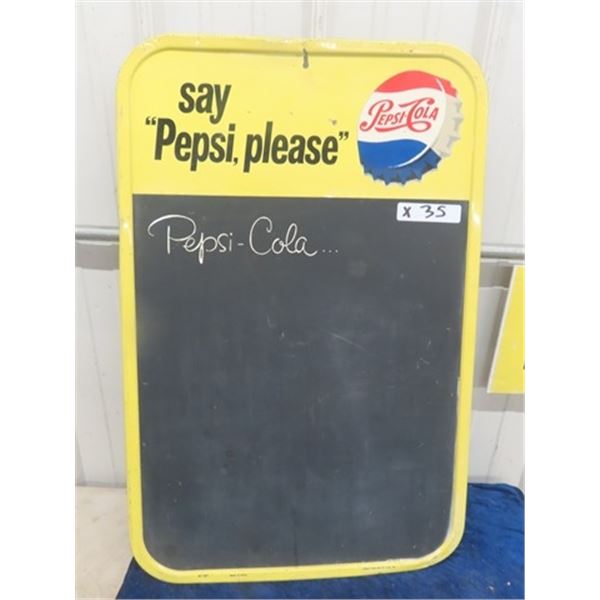 say
"Pepsi, please"
PEPSI-COLA
x 35
Pepsi-Cola...